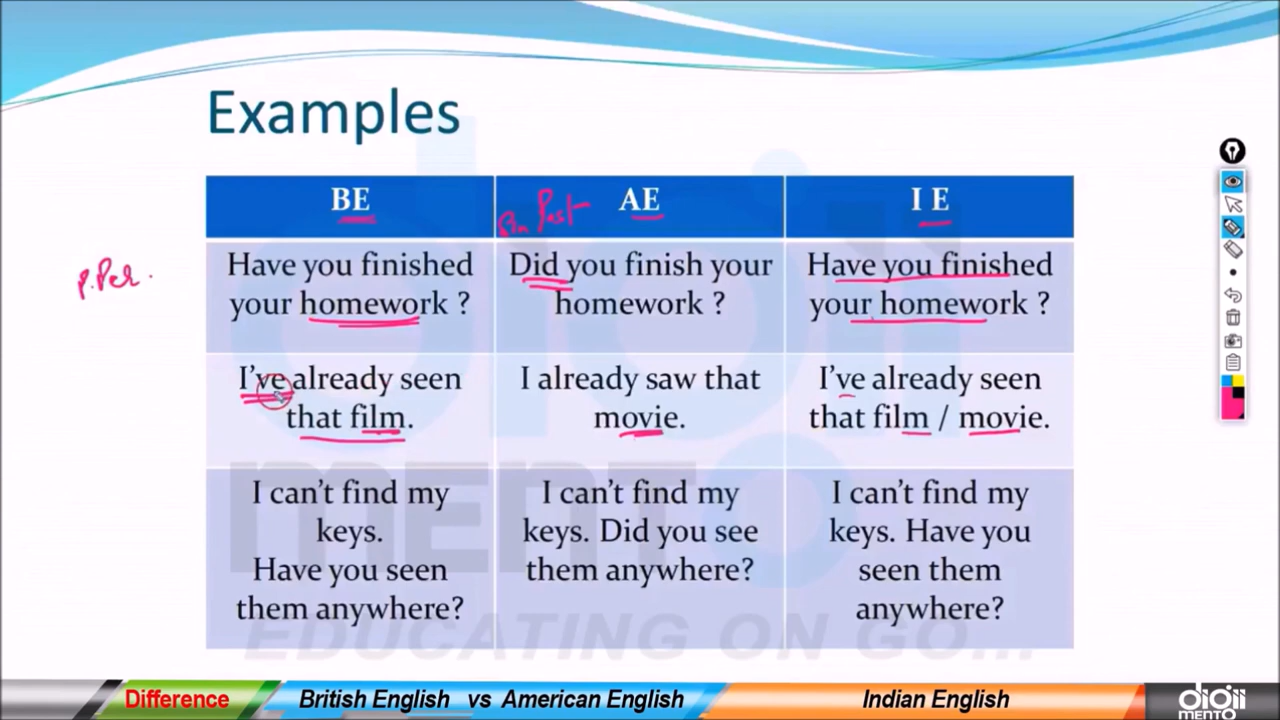 Examples
BE
AE
I E
Past
Have you finished
your homework ?
Did you finish your
homework ?
Have you finished
your homework ?
I've already seen
that film.
I already saw that
movie.
I've already seen
that film / movie.
I can't find my
keys.
Have you seen
them anywhere?
I can't find my
keys. Did you see
them anywhere?
I can't find my
keys. Have you
seen them
anywhere?
EDUCATING ON GO...
Difference
British English vs American English
Indian English
digii
MENTO